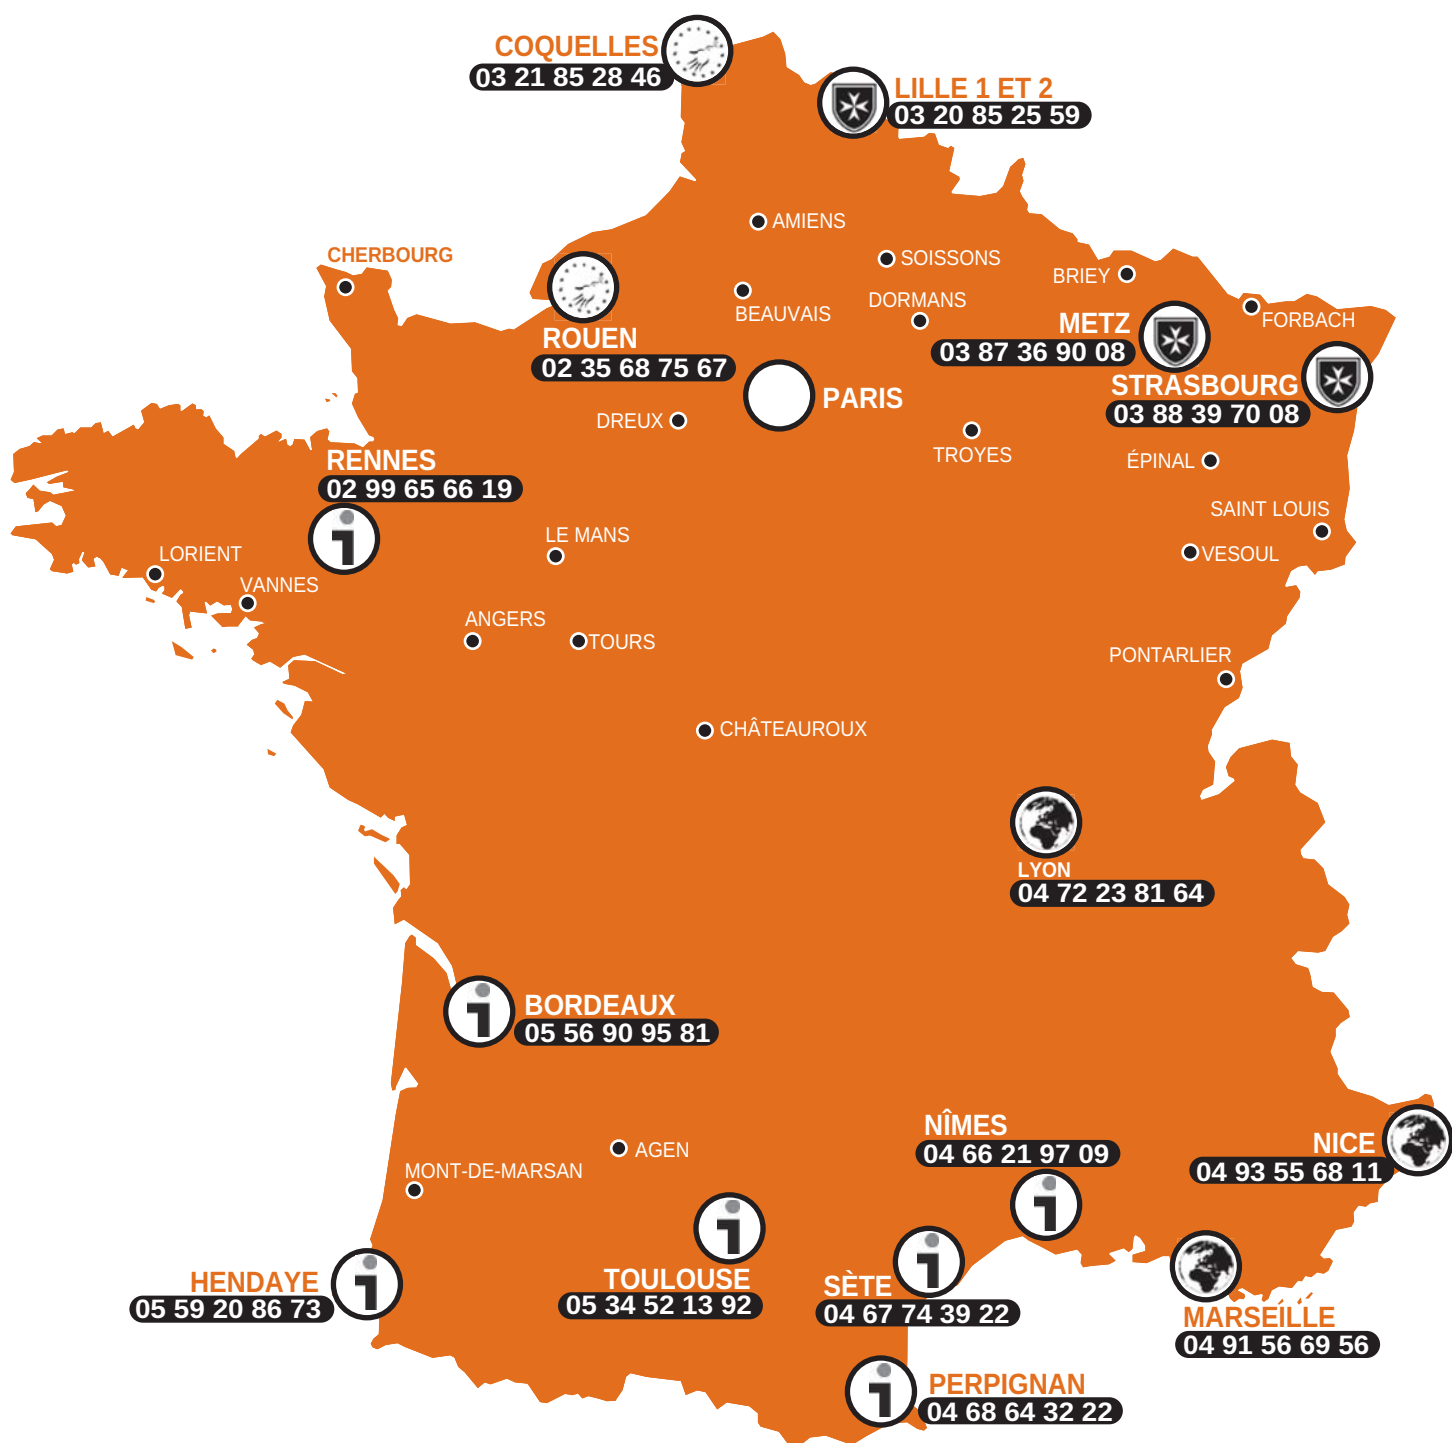 COQUELLES
03 21 85 28 46
LILLE 1 ET 2
03 20 85 25 59
AMIENS
CHERBOURG
SOISSONS
BRIEY
BEAUVAIS
DORMANS
FORBACH
ROUEN
02 35 68 75 67
METZ
03 87 36 90 08
STRASBOURG
03 88 39 70 08
PARIS
DREUX
TROYES
ÉPINAL
RENNES
02 99 65 66 19
SAINT LOUIS
LE MANS
LORIENT
VESOUL
VANNES
ANGERS
TOURS
PONTARLIER
CHÂTEAUROUX
LYON
04 72 23 81 64
BORDEAUX
05 56 90 95 81
NÎMES
04 66 21 97 09
NICE
04 93 55 68 11
AGEN
MONT-DE-MARSAN
HENDAYE
05 59 20 86 73
TOULOUSE
05 34 52 13 92
SÈTE
04 67 74 39 22
MARSEILLE
04 91 56 69 56
PERPIGNAN
04 68 64 32 22